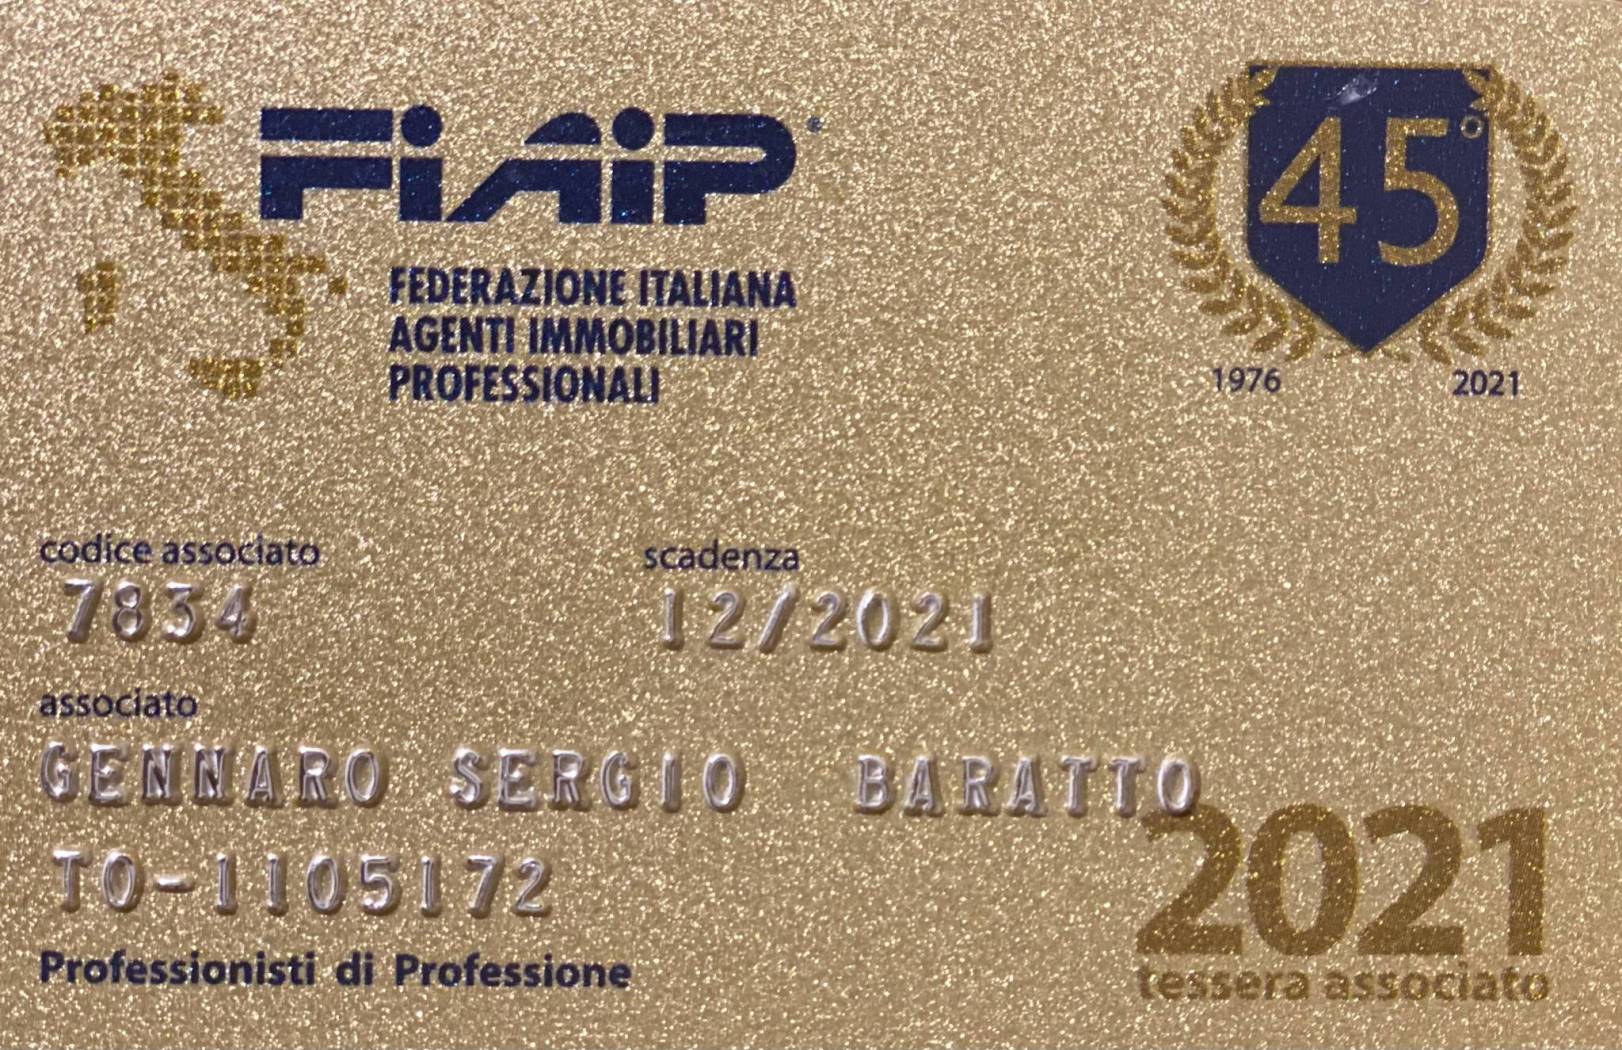 FIAIP®
FEDERAZIONE ITALIANA
AGENTI IMMOBILIARI
PROFESSIONALI
45°
1976 2021
codice associato scadenza
7834 12/2021
associato
GENNARO SERGIO BARATTO
TO-1105172
2021
Professionisti di Professione
tessera associato